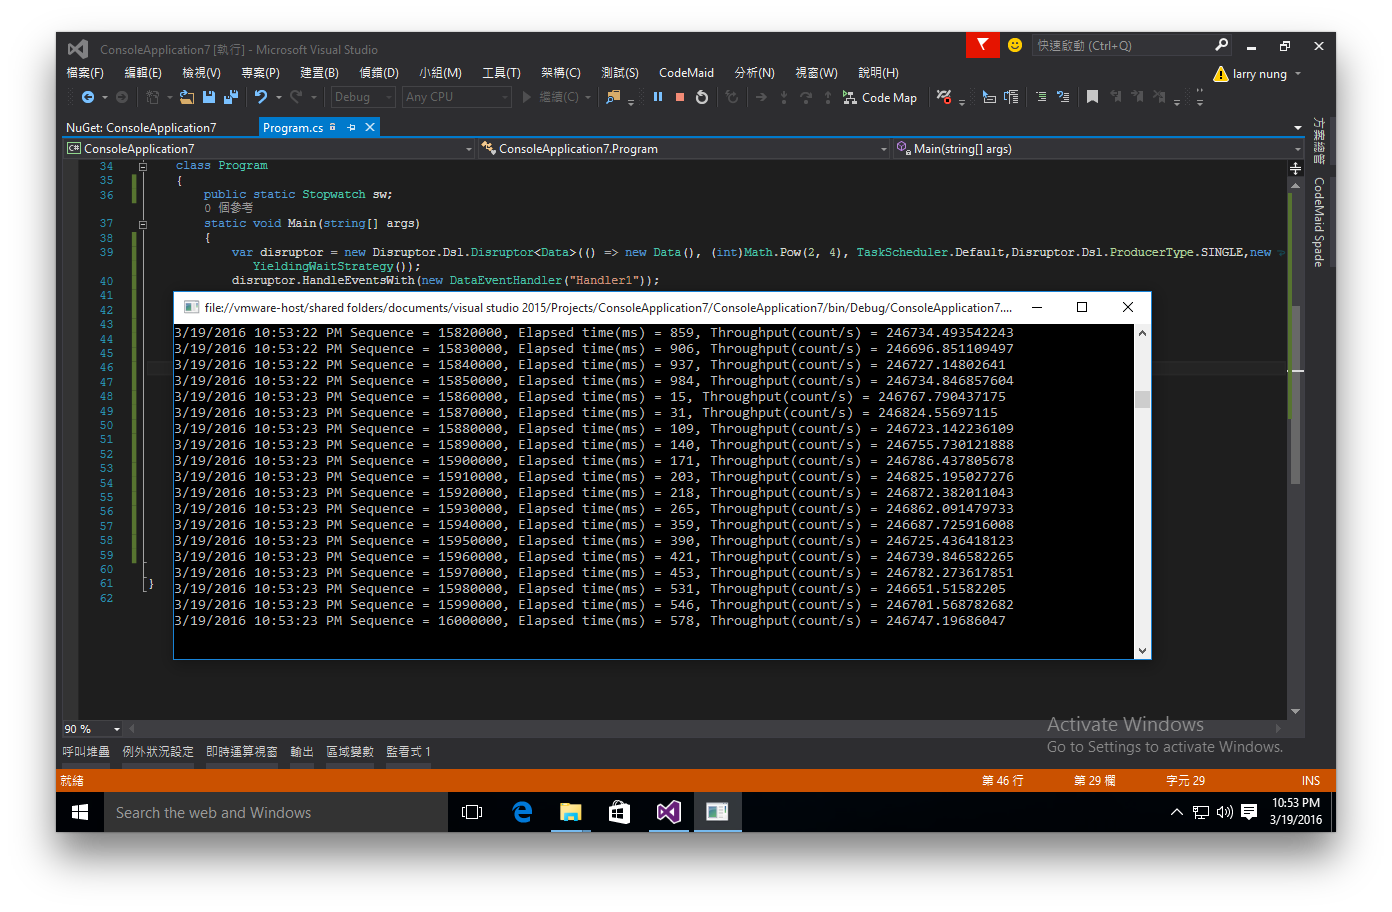 ConsoleApplication7 [執行] - Microsoft Visual Studio
快速啟動 (Ctrl+Q)
檔案(F) 編輯(E) 檢視(V) 專案(P) 建置(B) 偵錯(D) 小組(M) 工具(T) 架構(C) 測試(S) CodeMaid 分析(N) 視窗(W) 說明(H)
larry nung
Debug Any CPU 繼續(C) Code Map
NuGet: ConsoleApplication7 Program.cs
C# ConsoleApplication7 ConsoleApplication7.Program Main(string[] args)
方案總管
CodeMaid Spade
34 class Program
35 {
36 public static Stopwatch sw;
0 個參考
37 static void Main(string[] args)
38 {
39 var disruptor = new Disruptor.Dsl.Disruptor<Data>(() => new Data(), (int)Math.Pow(2, 4), TaskScheduler.Default,Disruptor.Dsl.ProducerType.SINGLE,new
YieldingWaitStrategy());
40 disruptor.HandleEventsWith(new DataEventHandler("Handler1"));
41
42
43
44
45
46
47
48
49
50
51
52
53
54
55
56
57
58
59
60
61 }
62
file://vmware-host/shared folders/documents/visual studio 2015/Projects/ConsoleApplication7/ConsoleApplication7/bin/Debug/ConsoleApplication7....
3/19/2016 10:53:22 PM Sequence = 15820000, Elapsed time(ms) = 859, Throughput(count/s) = 246734.493542243
3/19/2016 10:53:22 PM Sequence = 15830000, Elapsed time(ms) = 906, Throughput(count/s) = 246696.851109497
3/19/2016 10:53:22 PM Sequence = 15840000, Elapsed time(ms) = 937, Throughput(count/s) = 246727.14802641
3/19/2016 10:53:22 PM Sequence = 15850000, Elapsed time(ms) = 984, Throughput(count/s) = 246734.846857604
3/19/2016 10:53:23 PM Sequence = 15860000, Elapsed time(ms) = 15, Throughput(count/s) = 246767.790437175
3/19/2016 10:53:23 PM Sequence = 15870000, Elapsed time(ms) = 31, Throughput(count/s) = 246824.55697115
3/19/2016 10:53:23 PM Sequence = 15880000, Elapsed time(ms) = 109, Throughput(count/s) = 246723.142236109
3/19/2016 10:53:23 PM Sequence = 15890000, Elapsed time(ms) = 140, Throughput(count/s) = 246755.730121888
3/19/2016 10:53:23 PM Sequence = 15900000, Elapsed time(ms) = 171, Throughput(count/s) = 246786.437805678
3/19/2016 10:53:23 PM Sequence = 15910000, Elapsed time(ms) = 203, Throughput(count/s) = 246825.195027276
3/19/2016 10:53:23 PM Sequence = 15920000, Elapsed time(ms) = 218, Throughput(count/s) = 246872.382011043
3/19/2016 10:53:23 PM Sequence = 15930000, Elapsed time(ms) = 265, Throughput(count/s) = 246862.091479733
3/19/2016 10:53:23 PM Sequence = 15940000, Elapsed time(ms) = 359, Throughput(count/s) = 246687.725916008
3/19/2016 10:53:23 PM Sequence = 15950000, Elapsed time(ms) = 390, Throughput(count/s) = 246725.436418123
3/19/2016 10:53:23 PM Sequence = 15960000, Elapsed time(ms) = 421, Throughput(count/s) = 246739.846582265
3/19/2016 10:53:23 PM Sequence = 15970000, Elapsed time(ms) = 453, Throughput(count/s) = 246782.273617851
3/19/2016 10:53:23 PM Sequence = 15980000, Elapsed time(ms) = 531, Throughput(count/s) = 246651.51582205
3/19/2016 10:53:23 PM Sequence = 15990000, Elapsed time(ms) = 546, Throughput(count/s) = 246701.568782682
3/19/2016 10:53:23 PM Sequence = 16000000, Elapsed time(ms) = 578, Throughput(count/s) = 246747.19686047
90 %
Activate Windows
Go to Settings to activate Windows.
呼叫堆疊 例外狀況設定 即時運算視窗 輸出 區域變數 監看式 1
就緒 第 46 行 第 29 欄 字元 29 INS
Search the web and Windows
10:53 PM
3/19/2016